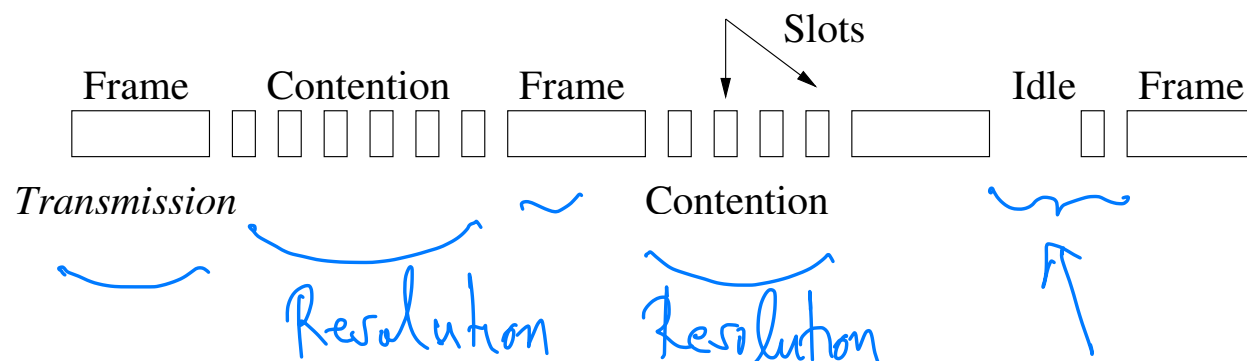 Slots
Frame Contention Frame Idle Frame
Transmission Contention
Resolution Resolution